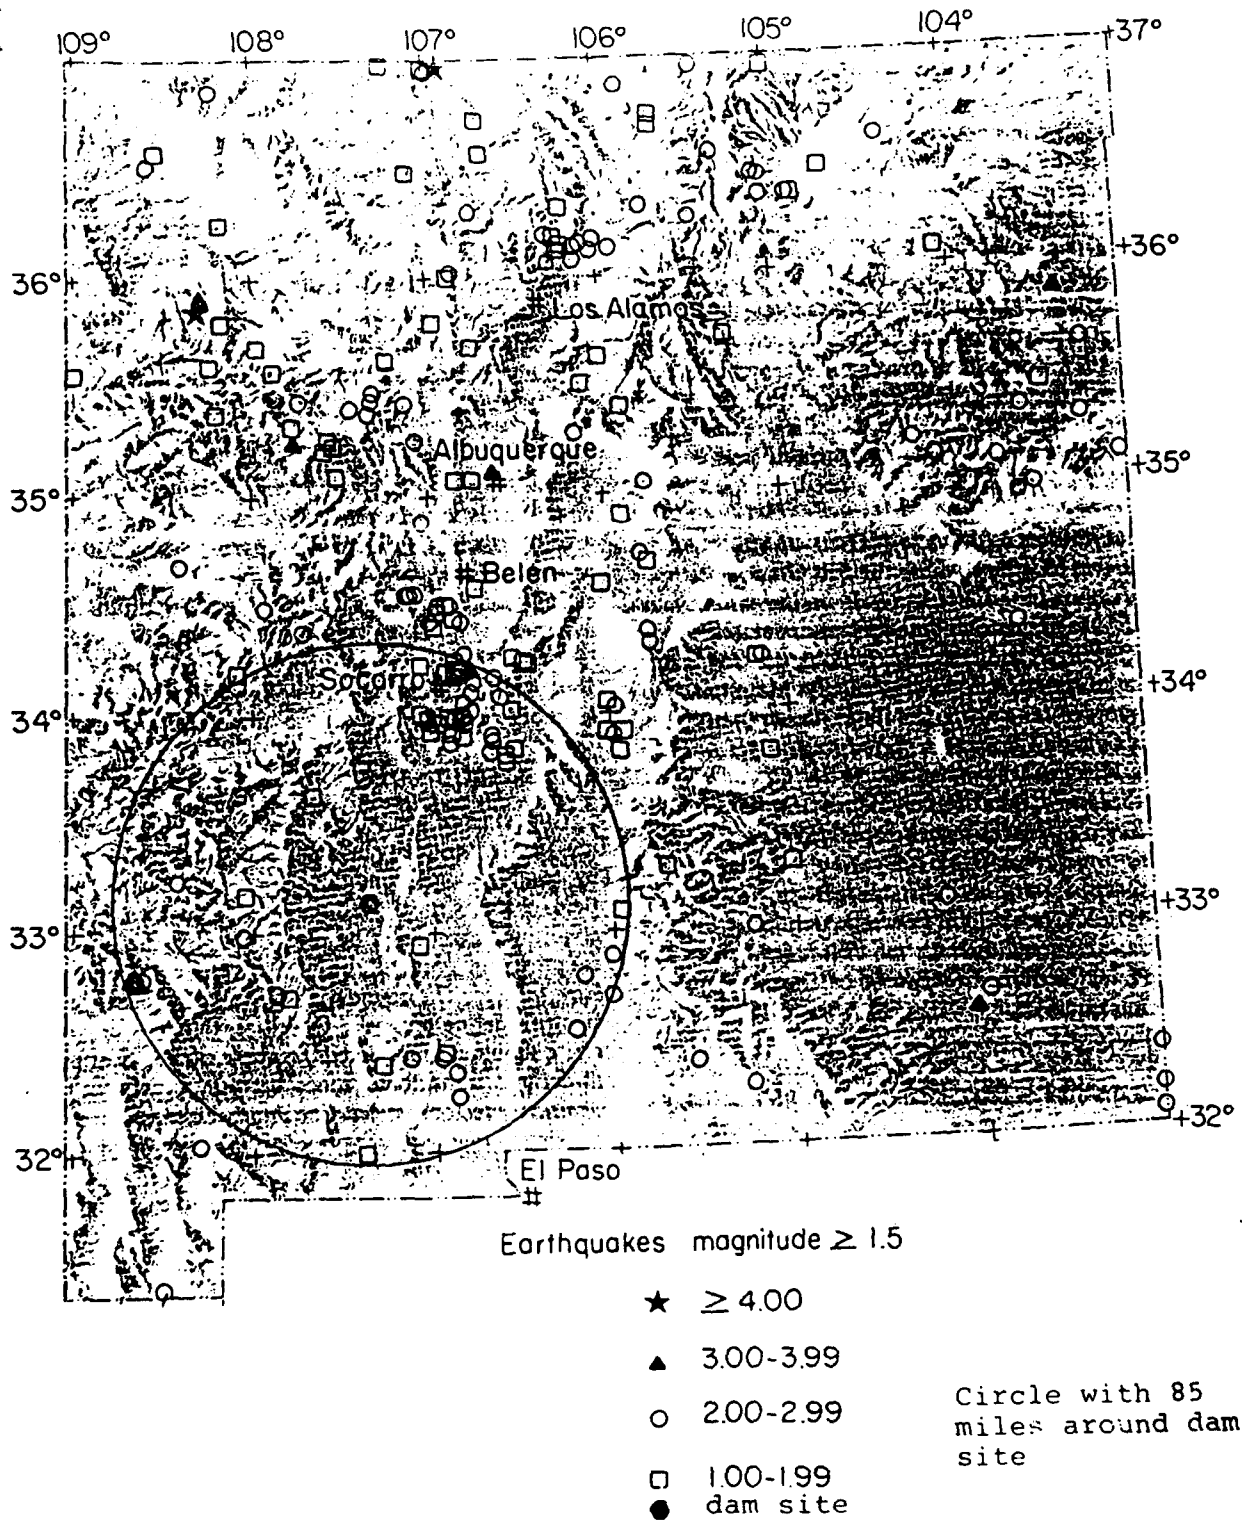 109° 108° 107° 106° 105° 104° +37°
+36°
36°
Los Alamos
Albuquerque
+35°
35°
# Belen
Socorro
+34°
34°
+33°
33°
+32°
32°
El Paso
#
Earthquakes magnitude ≥ 1.5
★ ≥ 4.00
▲ 3.00-3.99
○ 2.00-2.99
□ 1.00-1.99
● dam site
Circle with 85
miles around dam
site